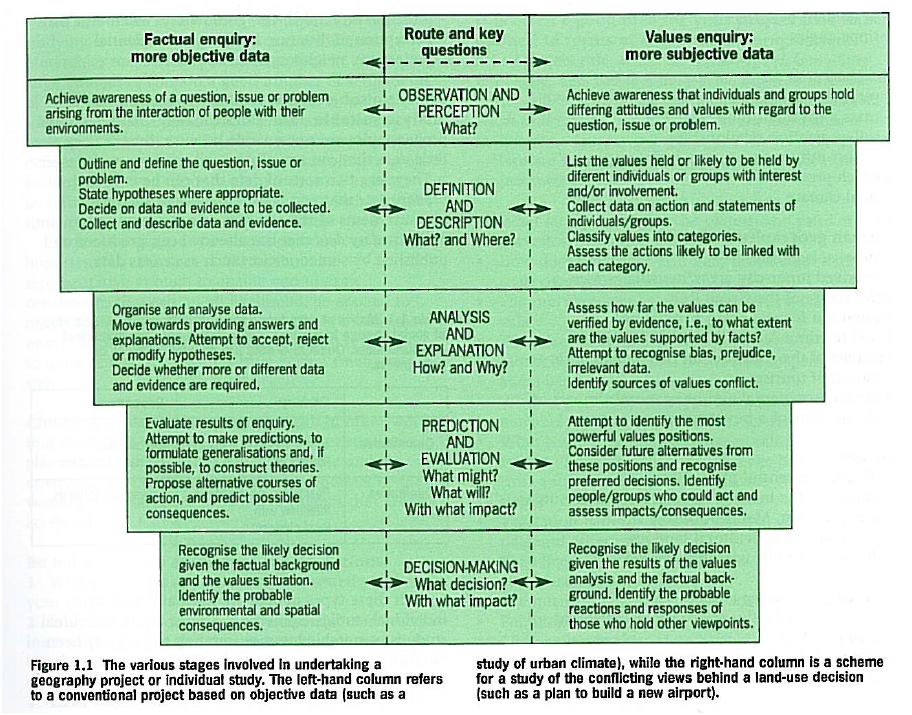 Factual enquiry:
more objective data
Route and key
questions
Values enquiry:
more subjective data
Achieve awareness of a question, issue or problem
arising from the interaction of people with their
environments.
OBSERVATION AND
PERCEPTION
What?
Achieve awareness that individuals and groups hold
differing attitudes and values with regard to the
question, issue or problem.
Outline and define the question, issue or
problem.
State hypotheses where appropriate.
Decide on data and evidence to be collected.
Collect and describe data and evidence.
DEFINITION
AND
DESCRIPTION
What? and Where?
List the values held or likely to be held by
diferent individuals or groups with interest
and/or involvement.
Collect data on action and statements of
individuals/groups.
Classify values into categories.
Assess the actions likely to be linked with
each category.
Organise and analyse data.
Move towards providing answers and
explanations. Attempt to accept, reject
or modify hypotheses.
Decide whether more or different data
and evidence are required.
ANALYSIS
AND
EXPLANATION
How? and Why?
Assess how far the values can be
verified by evidence, i.e., to what extent
are the values supported by facts?
Attempt to recognise bias, prejudice,
irrelevant data.
Identify sources of values conflict.
Evaluate results of enquiry.
Attempt to make predictions, to
formulate generalisations and, if
possible, to construct theories.
Propose alternative courses of
action, and predict possible
consequences.
PREDICTION
AND
EVALUATION
What might?
What will?
With what impact?
Attempt to identify the most
powerful values positions.
Consider future alternatives from
these positions and recognise
preferred decisions. Identify
people/groups who could act and
assess impacts/consequences.
Recognise the likely decision
given the factual background
and the values situation.
Identify the probable
environmental and spatial
consequences.
DECISION-MAKING
What decision?
With what impact?
Recognise the likely decision
given the results of the values
analysis and the factual back-
ground. Identify the probable
reactions and responses of
those who hold other viewpoints.
Figure 1.1 The various stages involved in undertaking a
geography project or individual study. The left-hand column refers
to a conventional project based on objective data (such as a
study of urban climate), while the right-hand column is a scheme
for a study of the conflicting views behind a land-use decision
(such as a plan to build a new airport).